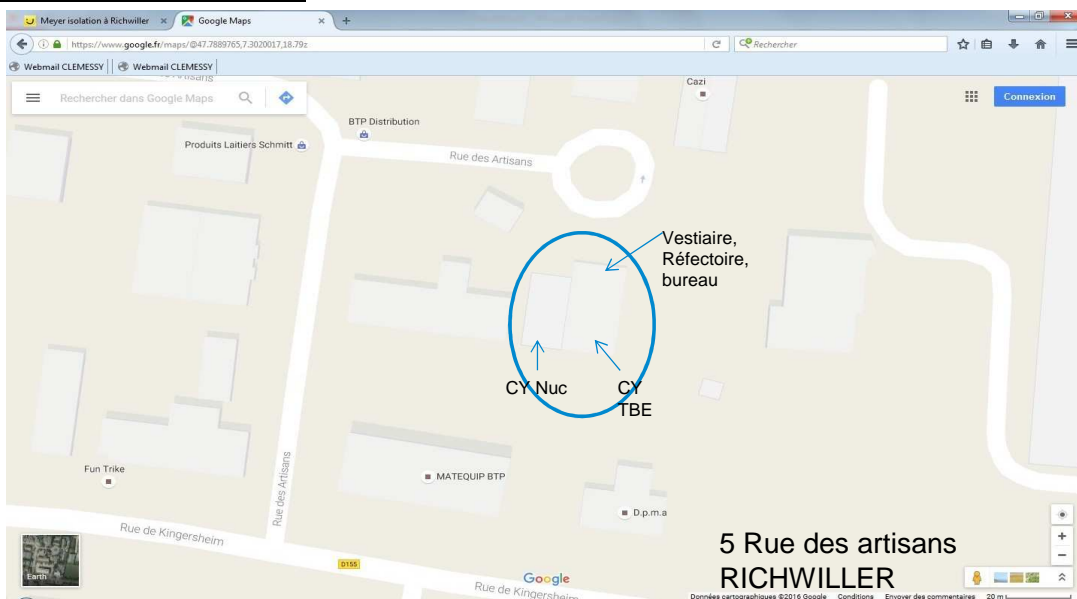 Meyer isolation à Richwiller
Google Maps
https://www.google.fr/maps/@47.7889765,7.3020017,18.79z
Rechercher
Webmail CLEMESSY
Webmail CLEMESSY
Rechercher dans Google Maps
Connexion
Cazi
BTP Distribution
Produits Laitiers Schmitt
Rue des Artisans
Vestiaire,
Réfectoire,
bureau
CY Nuc
CY
TBE
Rue des Artisans
Fun Trike
MATEQUIP BTP
D.p.m.a
Rue de Kingersheim
D155
5 Rue des artisans
RICHWILLER
Earth
Google
Rue de Kingersheim
Données cartographiques ©2016 Google Conditions Envoyer des commentaires 20 m